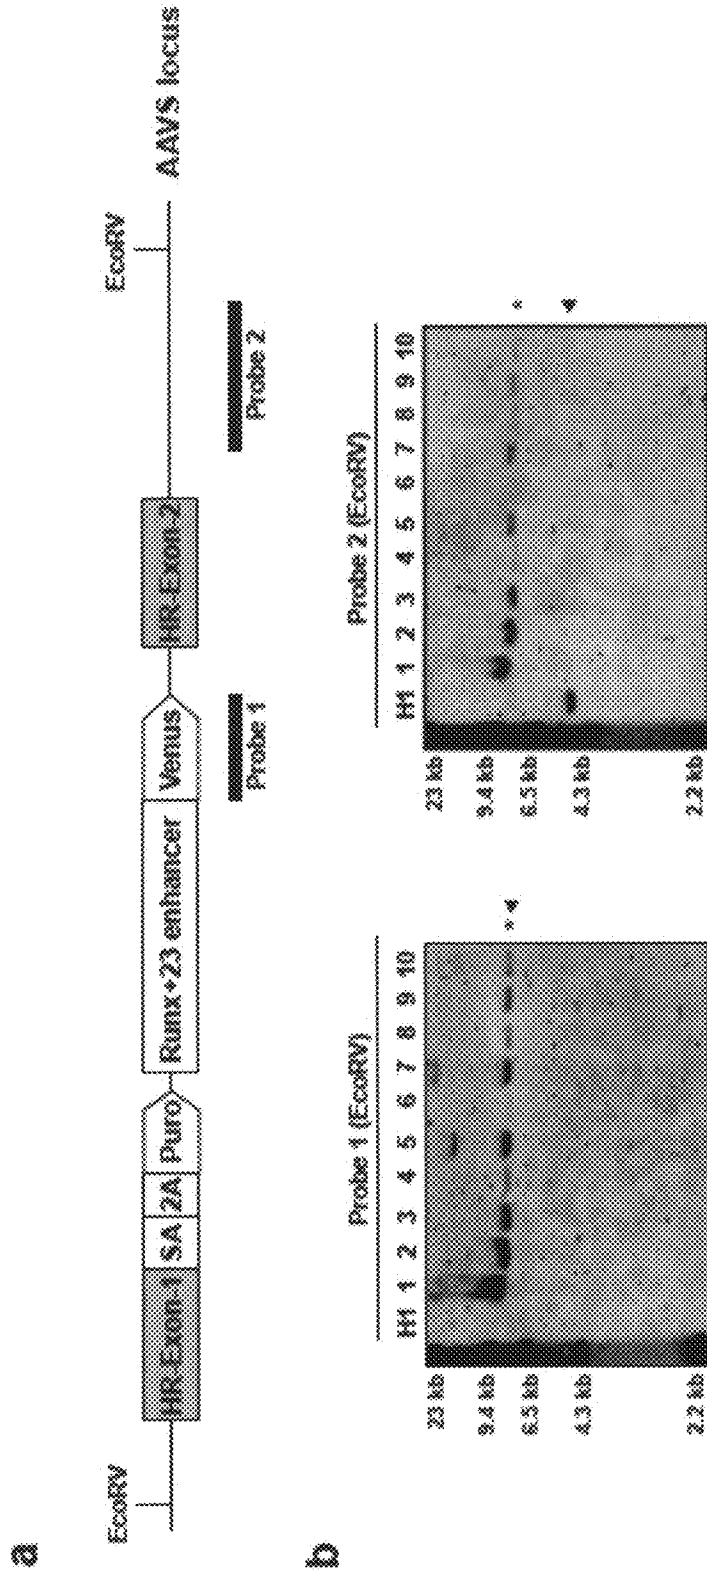 a
EcoRV
HR-Exon-1 SA 2A Puro Runx+23 enhancer Venus HR-Exon-2
EcoRV
AAVS locus
Probe 1
Probe 2
b
Probe 1 (EcoRV)
H1 1 2 3 4 5 6 7 8 9 10
23 kb
9.4 kb
6.5 kb
4.3 kb
2.2 kb
*
Probe 2 (EcoRV)
H1 1 2 3 4 5 6 7 8 9 10
23 kb
9.4 kb
6.5 kb
4.3 kb
2.2 kb
*